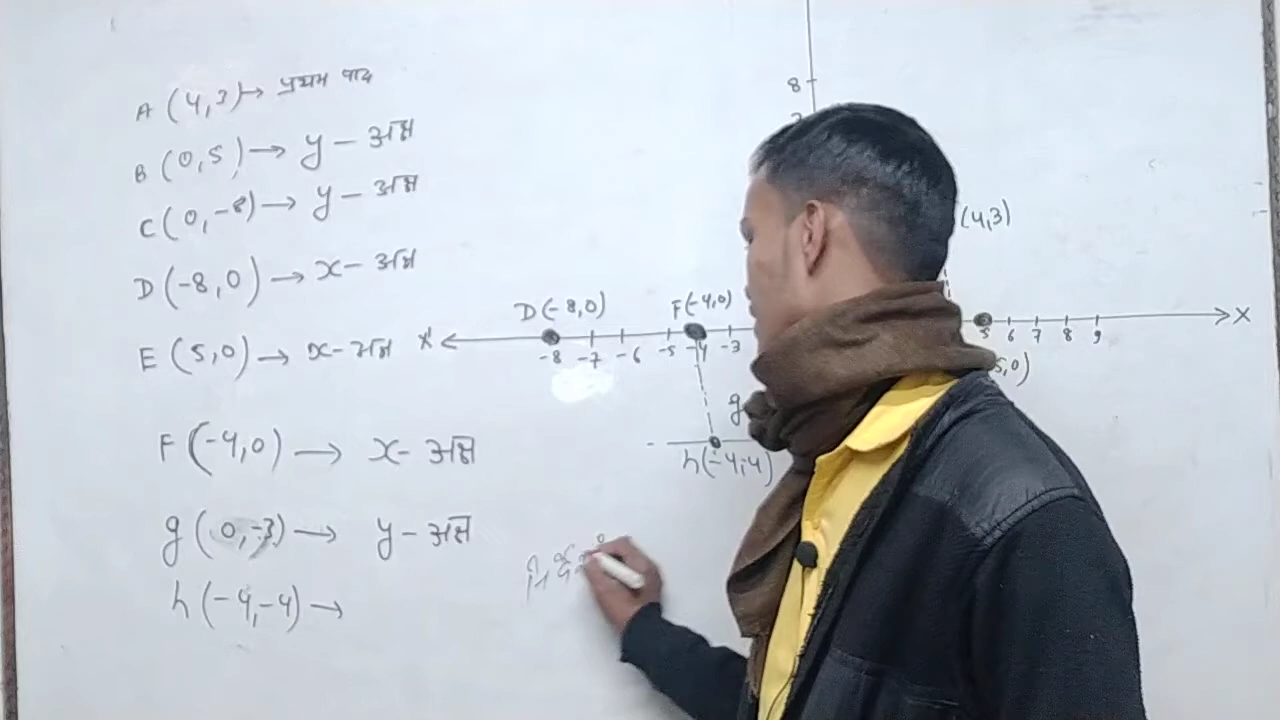 A (4,3) → प्रथम पाद
B (0,5) → y - अक्ष
C (0,-8) → y - अक्ष
D (-8,0) → x - अक्ष
E (5,0) → x - अक्ष
F (-4,0) → x - अक्ष
g (0,-3) → y - अक्ष
h (-4,-4) →
8
(4,3)
D (-8,0) F (-4,0)
X' X
-8 -7 -6 -5 -4 -3 5 6 7 8 9
5,0)
g
h (-4,-4)